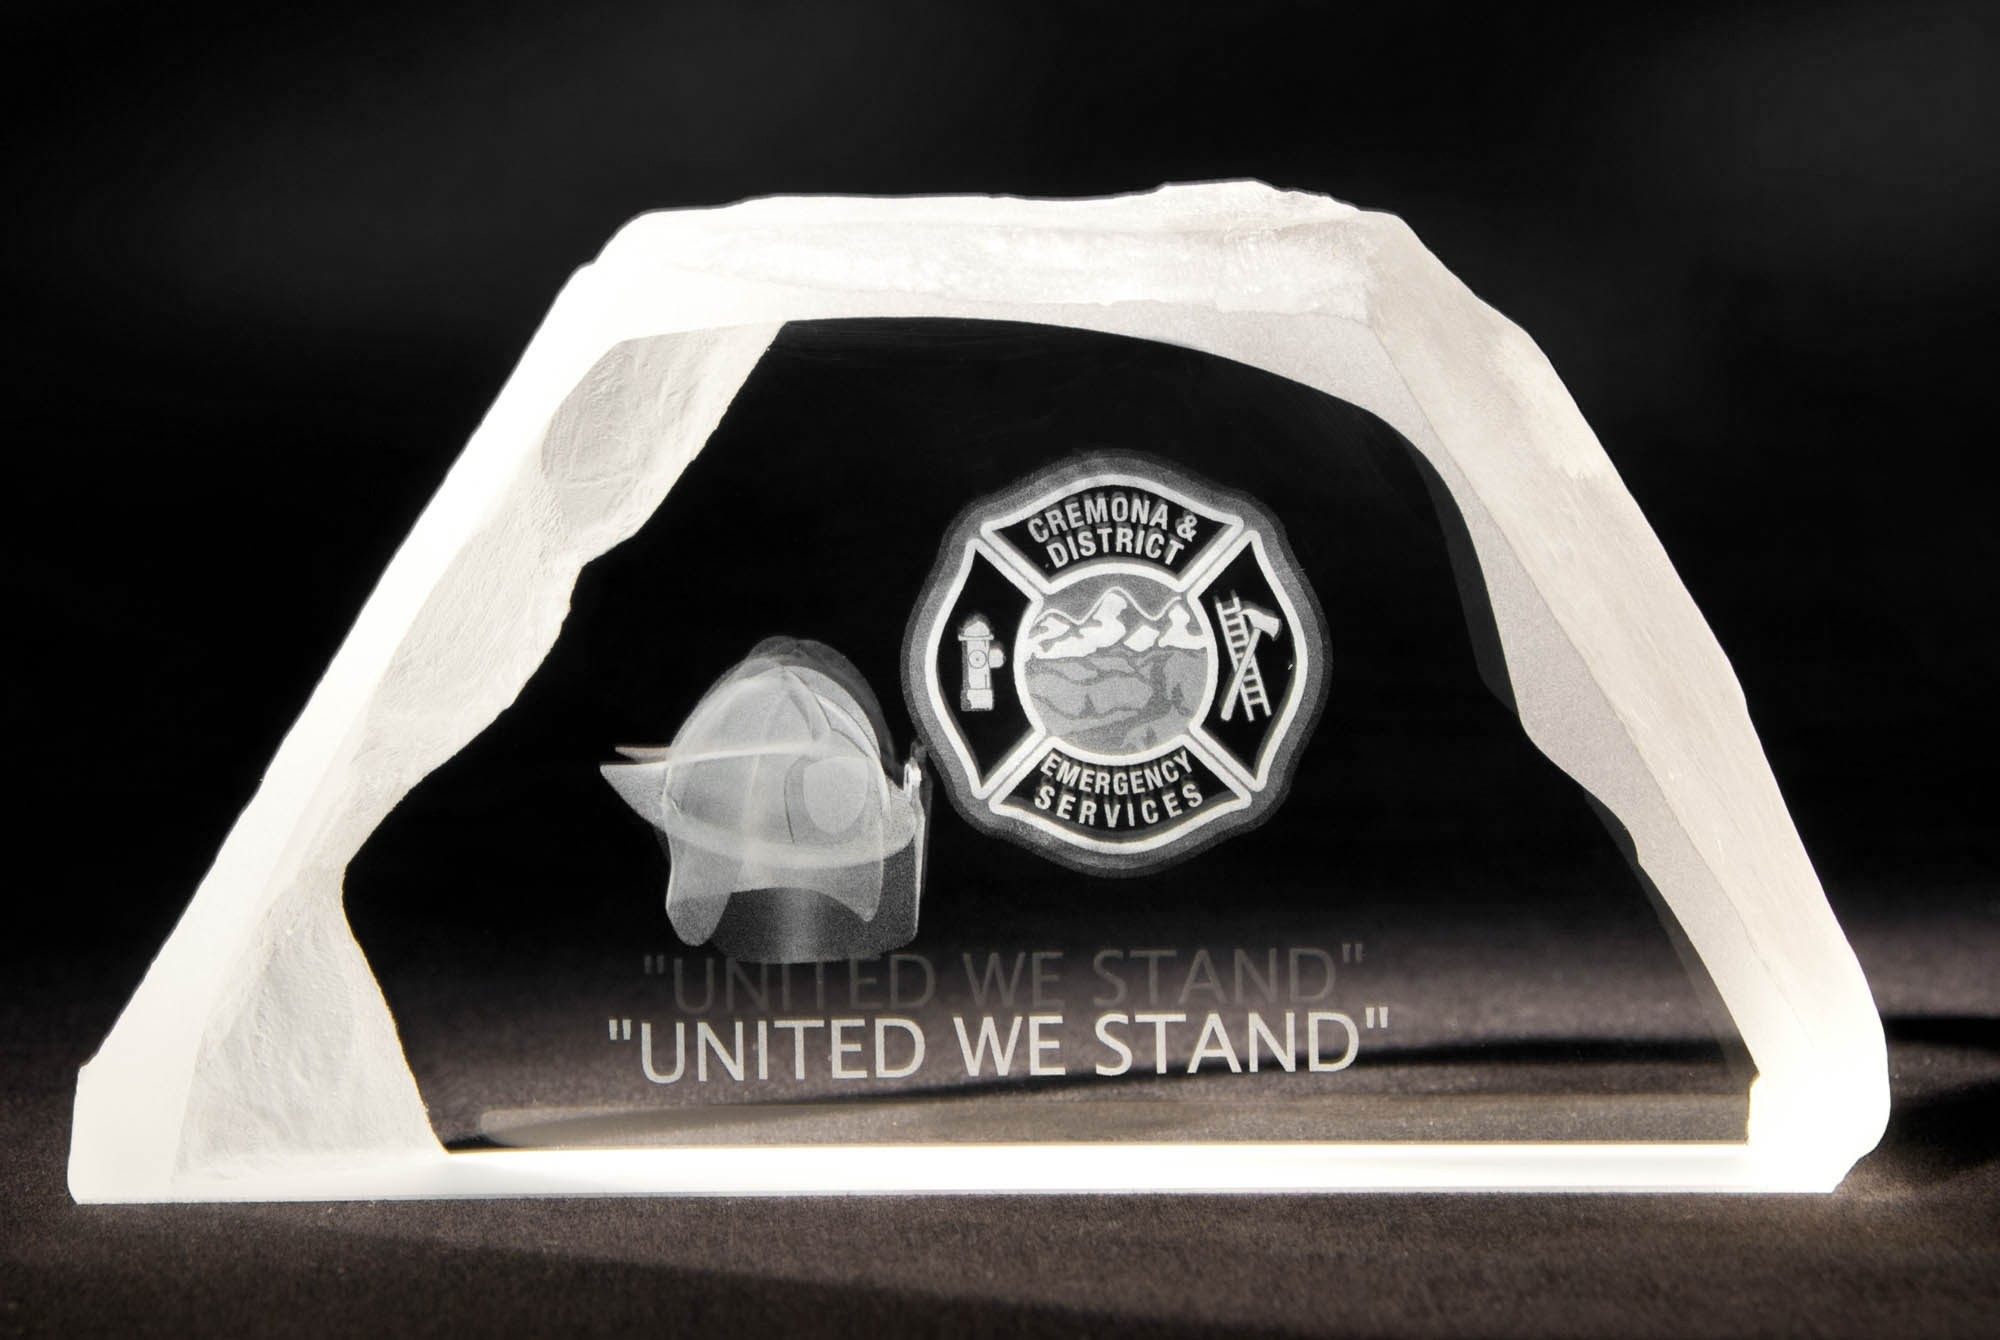 CREMONA &
DISTRICT
EMERGENCY
SERVICES
"UNITED WE STAND"
"UNITED WE STAND"